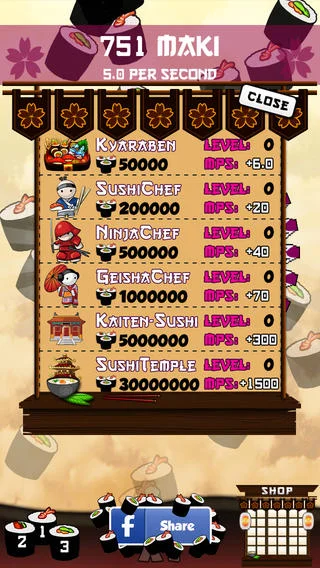 751 MAKI
5.0 PER SECOND
CLOSE
KYARABEN LEVEL: 0
50000 MPS: +6.0
SUSHICHEF LEVEL: 0
200000 MPS: +20
NINJACHEF LEVEL: 0
500000 MPS: +40
GEISHACHEF LEVEL: 0
1000000 MPS: +70
KAITEN-SUSHI LEVEL: 0
5000000 MPS: +300
SUSHITEMPLE LEVEL: 0
30000000 MPS: +1500
SHOP
2 1 3
f Share